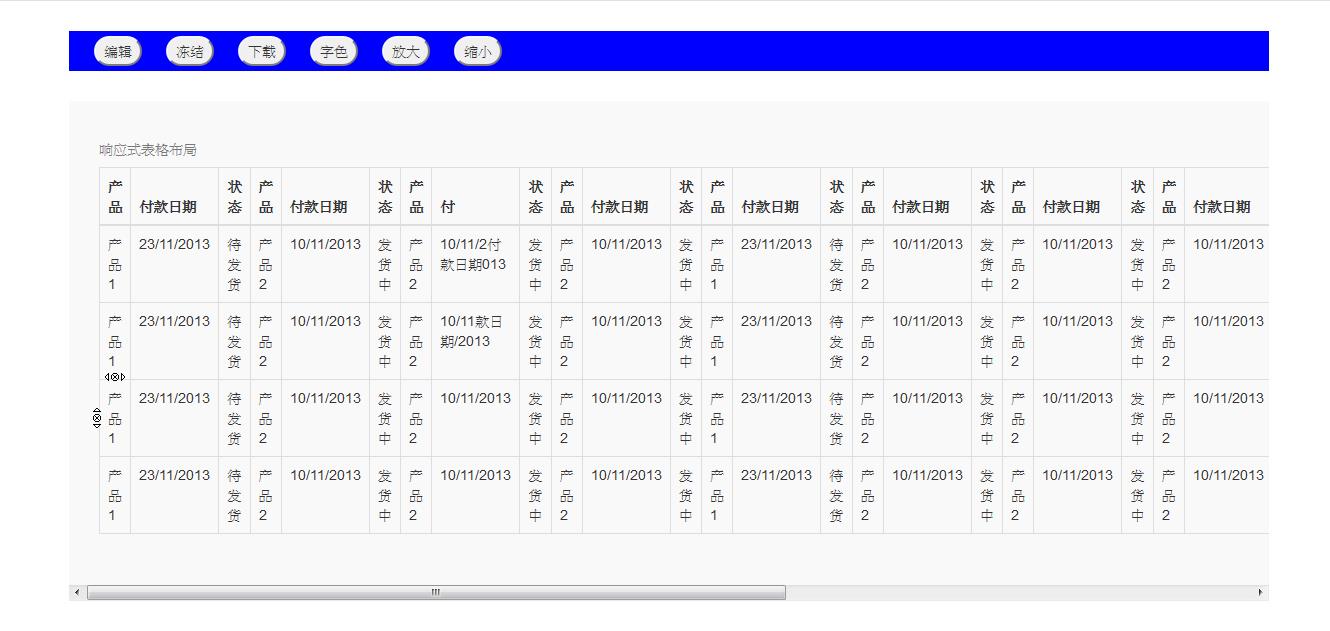 编辑 冻结 下载 字色 放大 缩小
响应式表格布局
产品 付款日期 状态 产品 付款日期 状态 产品 付 状态 产品 付款日期 状态 产品 付款日期 状态 产品 付款日期 状态 产品 付款日期 状态 产品 付款日期
产品1 23/11/2013 待发货 产品2 10/11/2013 发货中 产品2 10/11/2付款日期013 发货中 产品2 10/11/2013 发货中 产品1 23/11/2013 待发货 产品2 10/11/2013 发货中 产品2 10/11/2013 发货中 产品2 10/11/2013
产品1 23/11/2013 待发货 产品2 10/11/2013 发货中 产品2 10/11款日期/2013 发货中 产品2 10/11/2013 发货中 产品1 23/11/2013 待发货 产品2 10/11/2013 发货中 产品2 10/11/2013 发货中 产品2 10/11/2013
产品1 23/11/2013 待发货 产品2 10/11/2013 发货中 产品2 10/11/2013 发货中 产品2 10/11/2013 发货中 产品1 23/11/2013 待发货 产品2 10/11/2013 发货中 产品2 10/11/2013 发货中 产品2 10/11/2013
产品1 23/11/2013 待发货 产品2 10/11/2013 发货中 产品2 10/11/2013 发货中 产品2 10/11/2013 发货中 产品1 23/11/2013 待发货 产品2 10/11/2013 发货中 产品2 10/11/2013 发货中 产品2 10/11/2013